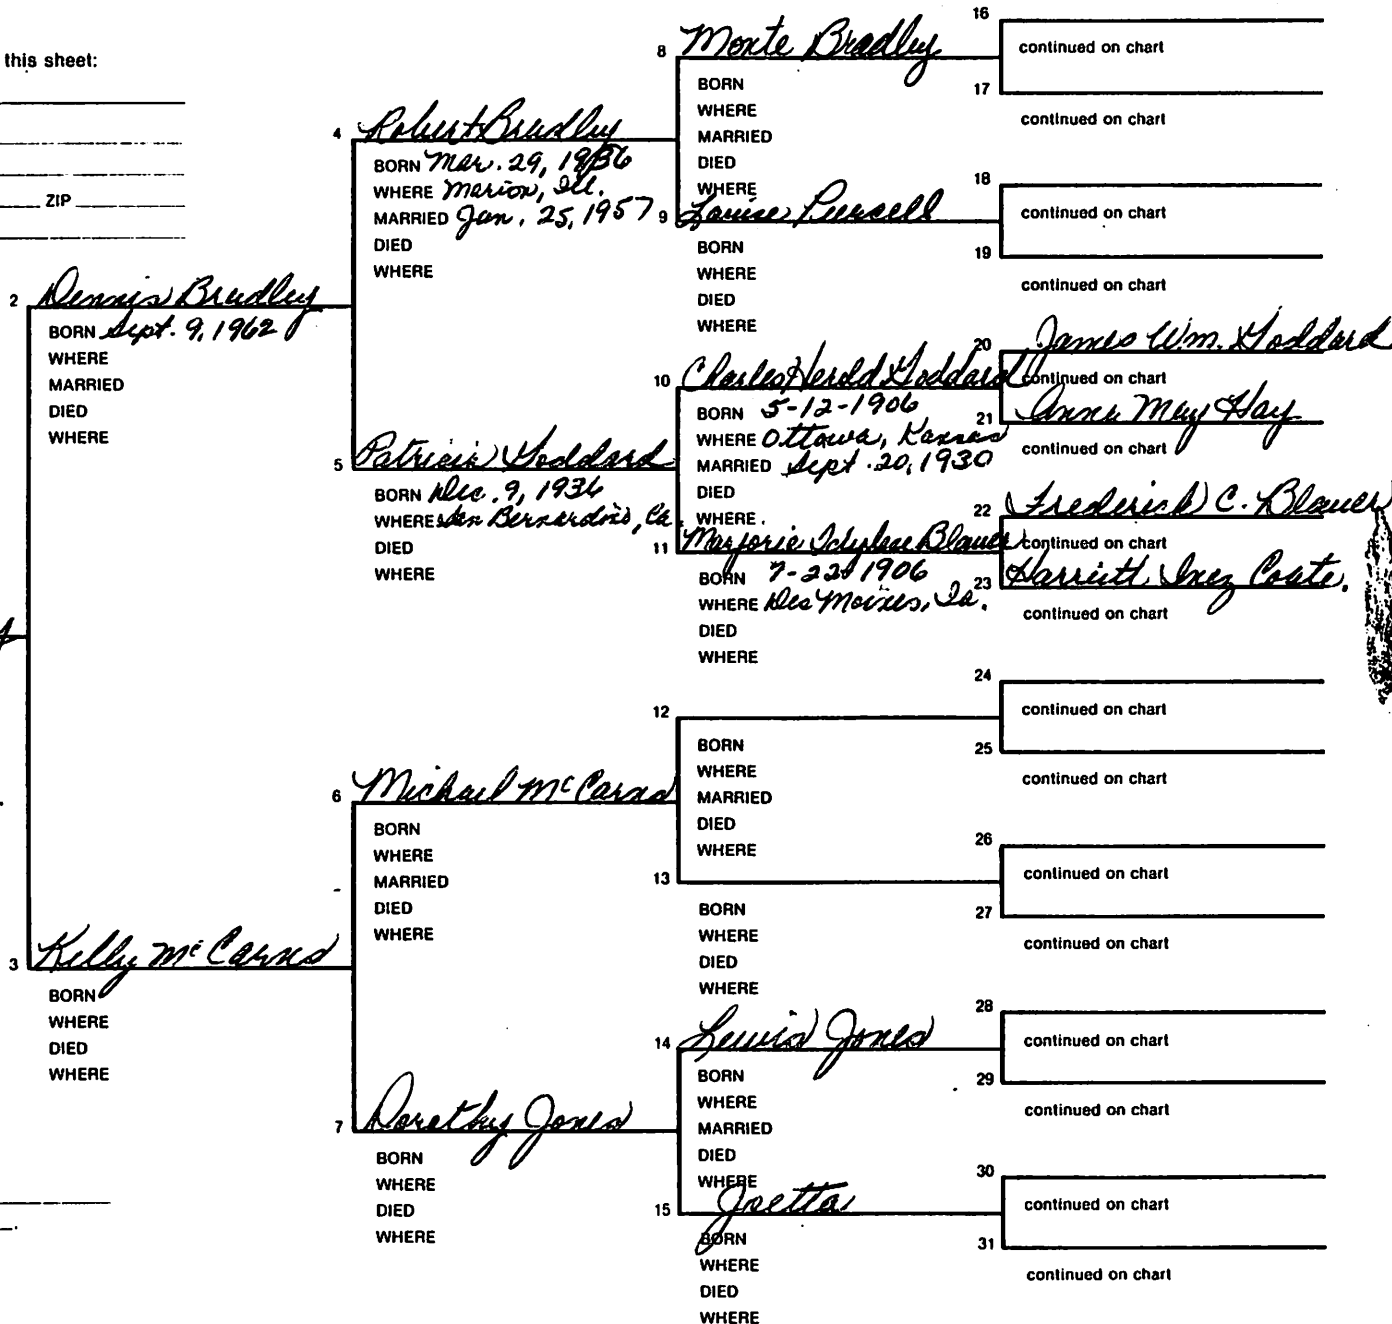 this sheet:
ZIP
2 Dennis Bradley
BORN Sept. 9, 1962
WHERE
MARRIED
DIED
WHERE
3 Kelly McCarns
BORN
WHERE
DIED
WHERE
4 Robert Bradley
BORN Mar. 29, 1936
WHERE Marion, Ill.
MARRIED Jan. 25, 1957
DIED
WHERE
5 Patricia Goddard
BORN Dec. 9, 1936
WHERE San Bernardino, Ca.
DIED
WHERE
6 Michael McCarns
BORN
WHERE
MARRIED
DIED
WHERE
7 Dorothy Jones
BORN
WHERE
DIED
WHERE
8 Monte Bradley
BORN
WHERE
MARRIED
DIED
WHERE
9 Louise Purcell
BORN
WHERE
DIED
WHERE
10 Charles Herold Goddard
BORN 5-12-1906
WHERE Ottowa, Kansas
MARRIED Sept. 20, 1930
DIED
WHERE
11 Marjorie Blauer
BORN 7-22-1906
WHERE Des Moines, Ia.
DIED
WHERE
12
BORN
WHERE
MARRIED
DIED
WHERE
13
BORN
WHERE
DIED
WHERE
14 Lewis Jones
BORN
WHERE
MARRIED
DIED
WHERE
15 Joetta
BORN
WHERE
DIED
WHERE
16
continued on chart
17
continued on chart
18
continued on chart
19
continued on chart
20 James Wm. Goddard
continued on chart
21 Anna May Hay
continued on chart
22 Frederick C. Blauer
continued on chart
23 Harriett Inez Coate.
continued on chart
24
continued on chart
25
continued on chart
26
continued on chart
27
continued on chart
28
continued on chart
29
continued on chart
30
continued on chart
31
continued on chart